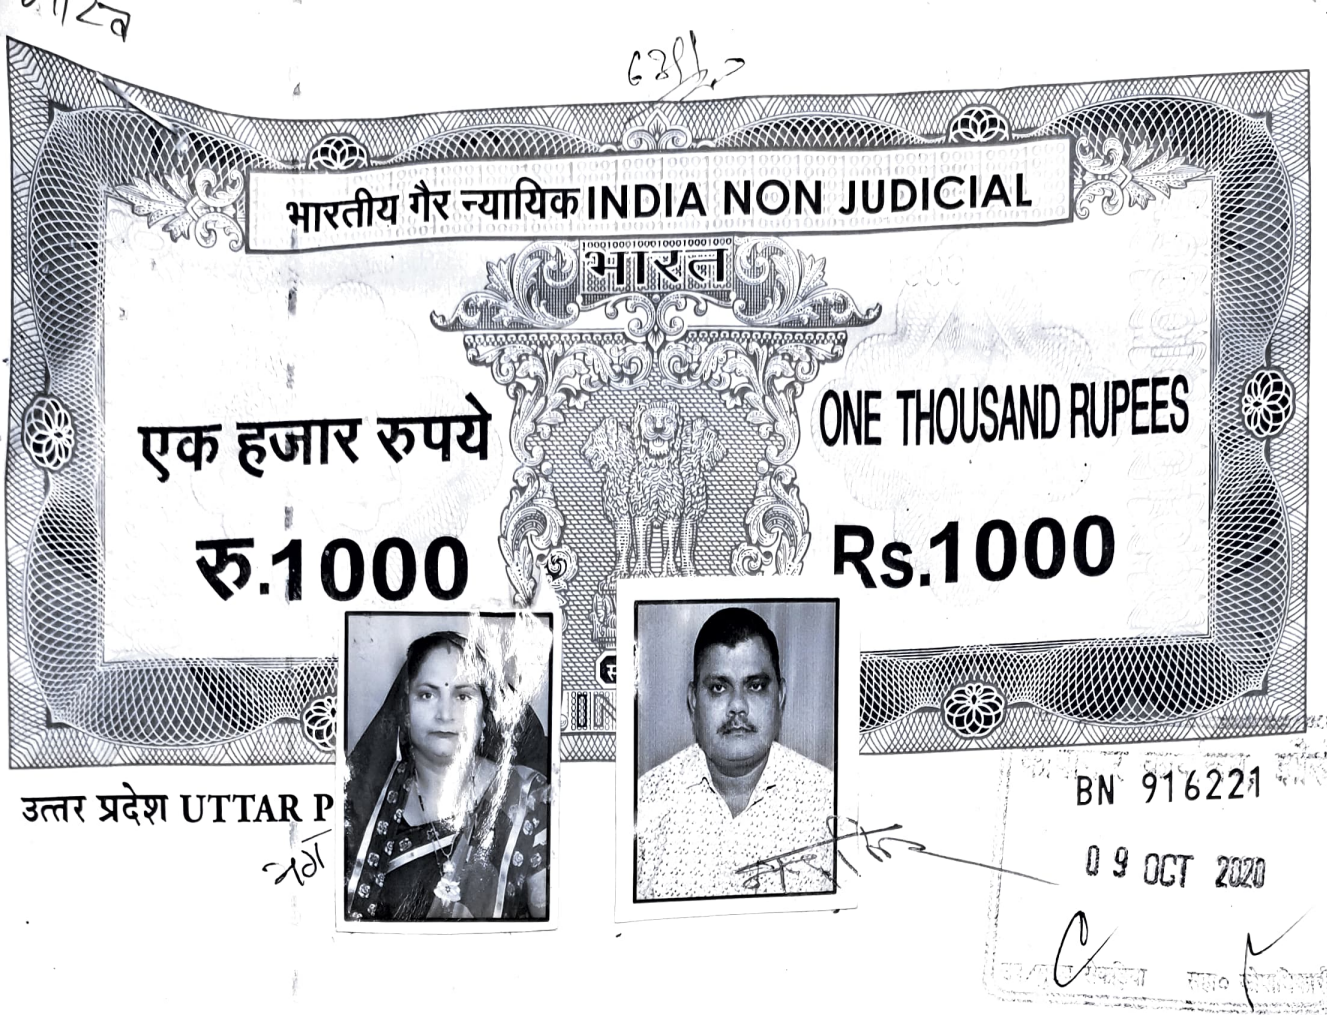 भारतीय गैर न्यायिक INDIA NON JUDICIAL
भारत
एक हजार रुपये
ONE THOUSAND RUPEES
रु.1000
Rs.1000
उत्तर प्रदेश UTTAR P
BN 916221
09 OCT 2020